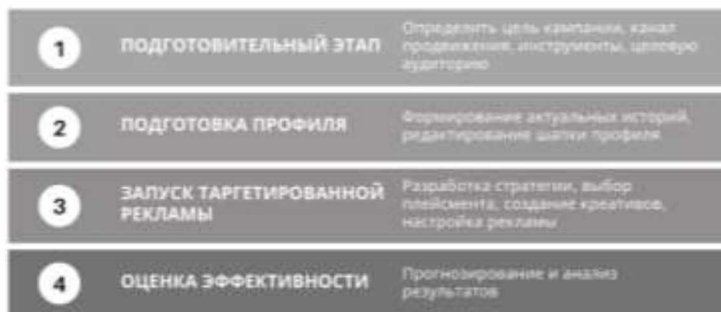 1
ПОДГОТОВИТЕЛЬНЫЙ ЭТАП
Определить цель кампании, канал
продвижения, инструменты, целевую
аудиторию
2
ПОДГОТОВКА ПРОФИЛЯ
Формирование актуальных историй,
редактирование шапки профиля
3
ЗАПУСК ТАРГЕТИРОВАННОЙ
РЕКЛАМЫ
Разработка стратегии, выбор
плейсмента, создание креативов,
настройка рекламы
4
ОЦЕНКА ЭФФЕКТИВНОСТИ
Прогнозирование и анализ
результатов